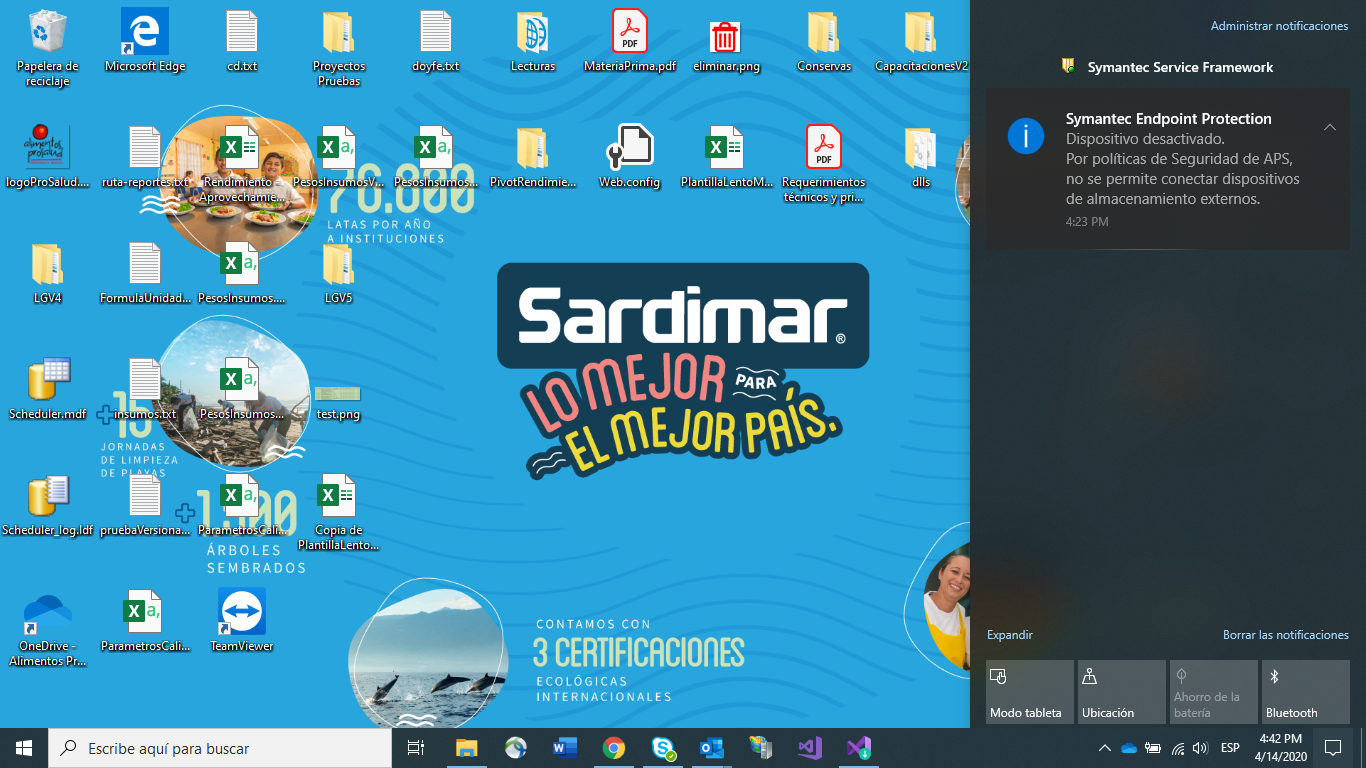 Papelera de
reciclaje
Microsoft Edge
cd.txt
Proyectos
Pruebas
doyfe.txt
Lecturas
PDF
MateriaPrima.pdf
eliminar.png
Conservas
CapacitacionesV2
alimentos
prosalud
logoProSalud....
ruta-reportes.txt
Rendimiento
Aprovechamie...
PesosInsumosV...
PesosInsumos...
PivotRendimie...
Web.config
PlantillaLentoM...
PDF
Requerimientos
técnicos y pri...
dlls
76.800
LATAS POR AÑO
A INSTITUCIONES
LGV4
FormulaUnidad...
PesosInsumos....
LGV5
Sardimar®
LO MEJOR PARA
EL MEJOR PAÍS.
Scheduler.mdf
insumos.txt
PesosInsumos...
test.png
+15
JORNADAS
DE LIMPIEZA
DE PLAYAS
Scheduler_log.ldf
pruebaVersiona...
ParametrosCali...
Copia de
PlantillaLento...
ÁRBOLES
SEMBRADOS
OneDrive -
Alimentos Pr...
ParametrosCali...
TeamViewer
CONTAMOS CON
3 CERTIFICACIONES
ECOLÓGICAS
INTERNACIONALES
Administrar notificaciones
Symantec Service Framework
Symantec Endpoint Protection
Dispositivo desactivado.
Por políticas de Seguridad de APS,
no se permite conectar dispositivos
de almacenamiento externos.
4:23 PM
Expandir
Borrar las notificaciones
Modo tableta
Ubicación
Ahorro de la
batería
Bluetooth
Escribe aquí para buscar
ESP
4:42 PM
4/14/2020